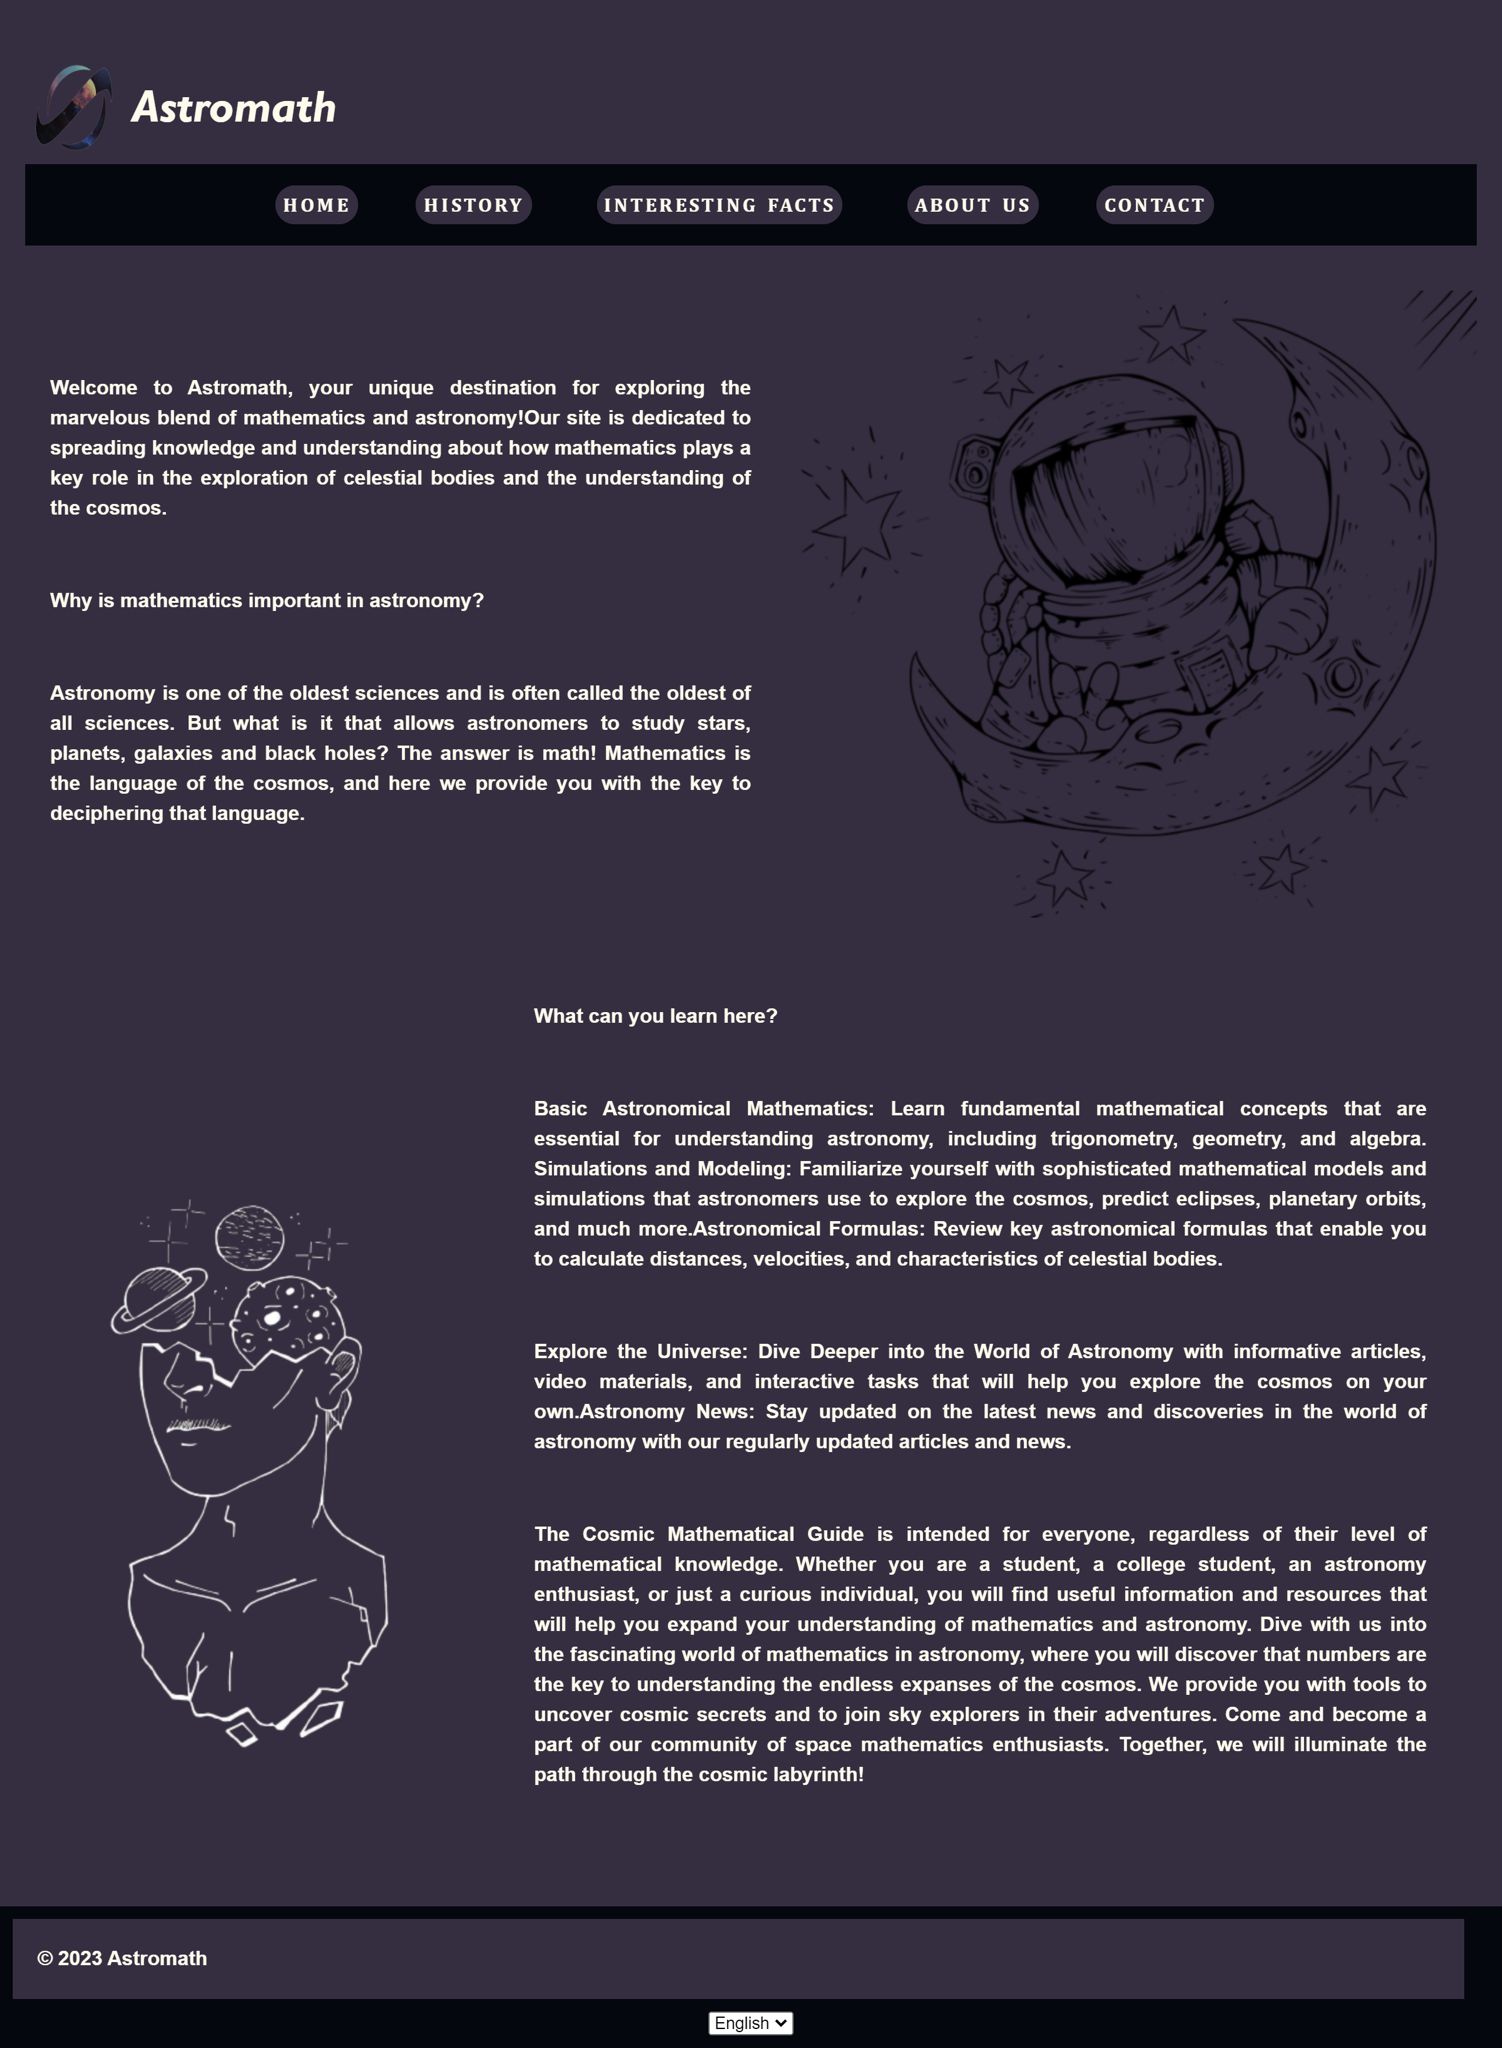 Astromath
HOME
HISTORY
INTERESTING FACTS
ABOUT US
CONTACT
Welcome to Astromath, your unique destination for exploring the
marvelous blend of mathematics and astronomy!Our site is dedicated to
spreading knowledge and understanding about how mathematics plays a
key role in the exploration of celestial bodies and the understanding of
the cosmos.
Why is mathematics important in astronomy?
Astronomy is one of the oldest sciences and is often called the oldest of
all sciences. But what is it that allows astronomers to study stars,
planets, galaxies and black holes? The answer is math! Mathematics is
the language of the cosmos, and here we provide you with the key to
deciphering that language.
What can you learn here?
Basic Astronomical Mathematics: Learn fundamental mathematical concepts that are
essential for understanding astronomy, including trigonometry, geometry, and algebra.
Simulations and Modeling: Familiarize yourself with sophisticated mathematical models and
simulations that astronomers use to explore the cosmos, predict eclipses, planetary orbits,
and much more.Astronomical Formulas: Review key astronomical formulas that enable you
to calculate distances, velocities, and characteristics of celestial bodies.
Explore the Universe: Dive Deeper into the World of Astronomy with informative articles,
video materials, and interactive tasks that will help you explore the cosmos on your
own.Astronomy News: Stay updated on the latest news and discoveries in the world of
astronomy with our regularly updated articles and news.
The Cosmic Mathematical Guide is intended for everyone, regardless of their level of
mathematical knowledge. Whether you are a student, a college student, an astronomy
enthusiast, or just a curious individual, you will find useful information and resources that
will help you expand your understanding of mathematics and astronomy. Dive with us into
the fascinating world of mathematics in astronomy, where you will discover that numbers are
the key to understanding the endless expanses of the cosmos. We provide you with tools to
uncover cosmic secrets and to join sky explorers in their adventures. Come and become a
part of our community of space mathematics enthusiasts. Together, we will illuminate the
path through the cosmic labyrinth!
© 2023 Astromath
English